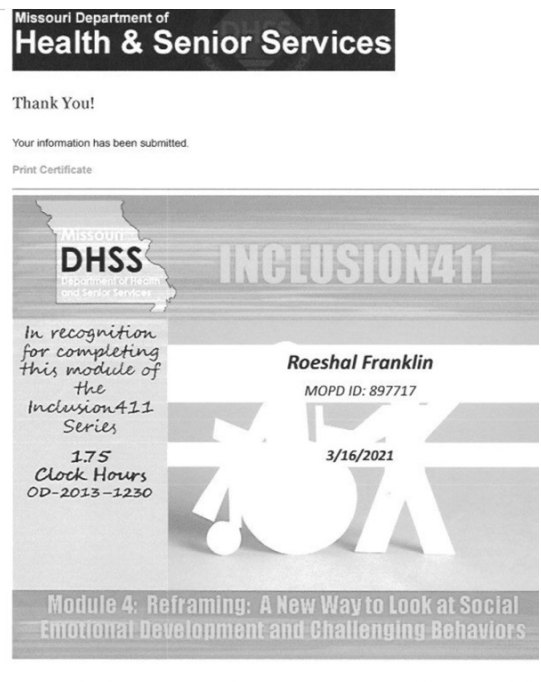 Missouri Department of
Health & Senior Services
Thank You!
Your information has been submitted.
Print Certificate
Missouri
DHSS
Department of Health
and Senior Services
INCLUSION411
In recognition
for completing
this module of
the
Inclusion411
Series
1.75
Clock Hours
OD-2013-1230
Roeshal Franklin
MOPD ID: 897717
3/16/2021
Module 4: Reframing: A New Way to Look at Social
Emotional Development and Challenging Behaviors